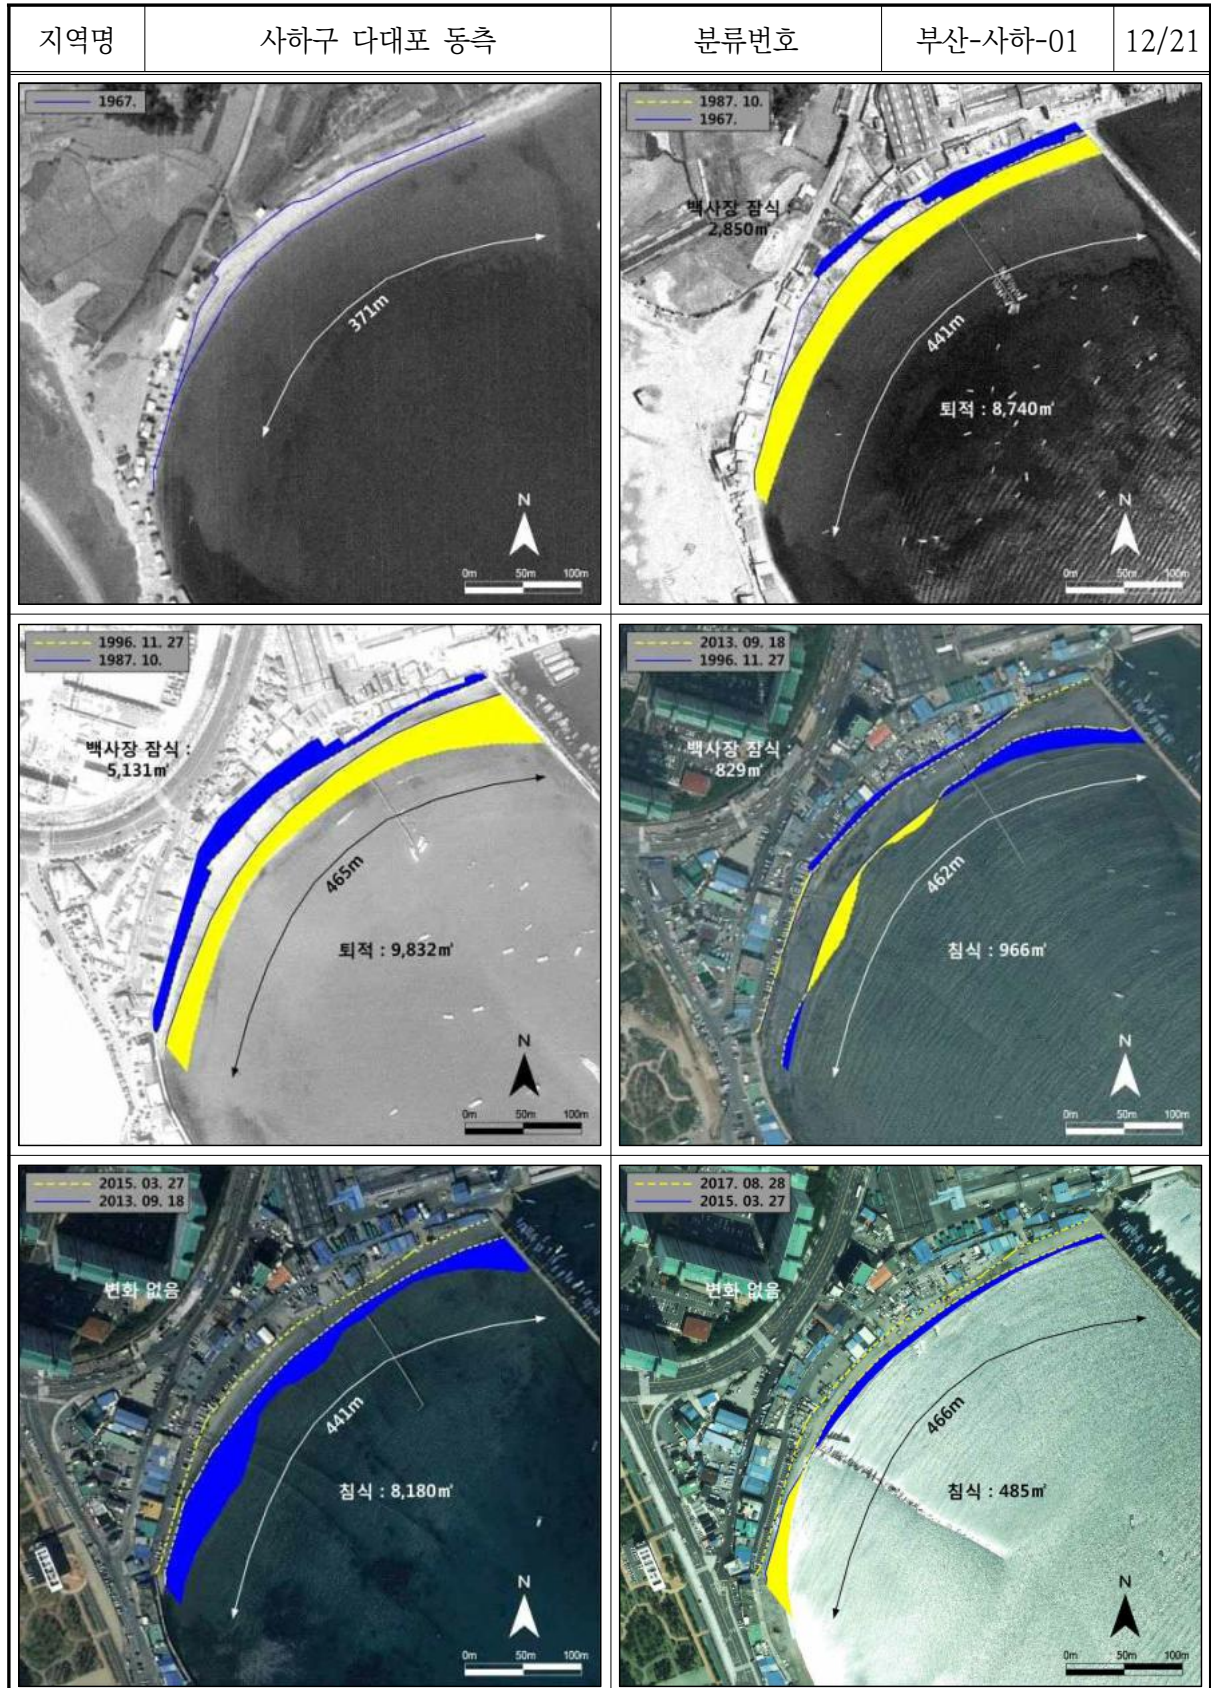 지역명 사하구 다대포 동측 분류번호 부산-사하-01 12/21
1967.
371m
N
0m 50m 100m
1987. 10.
1967.
백사장 잠식 :
2,850㎡
441m
퇴적 : 8,740㎡
N
0m 50m 100m
1996. 11. 27
1987. 10.
백사장 잠식 :
5,131㎡
465m
퇴적 : 9,832㎡
N
0m 50m 100m
2013. 09. 18
1996. 11. 27
백사장 잠식 :
829㎡
462m
침식 : 966㎡
N
0m 50m 100m
2015. 03. 27
2013. 09. 18
변화 없음
441m
침식 : 8,180㎡
N
0m 50m 100m
2017. 08. 28
2015. 03. 27
변화 없음
466m
침식 : 485㎡
N
0m 50m 100m